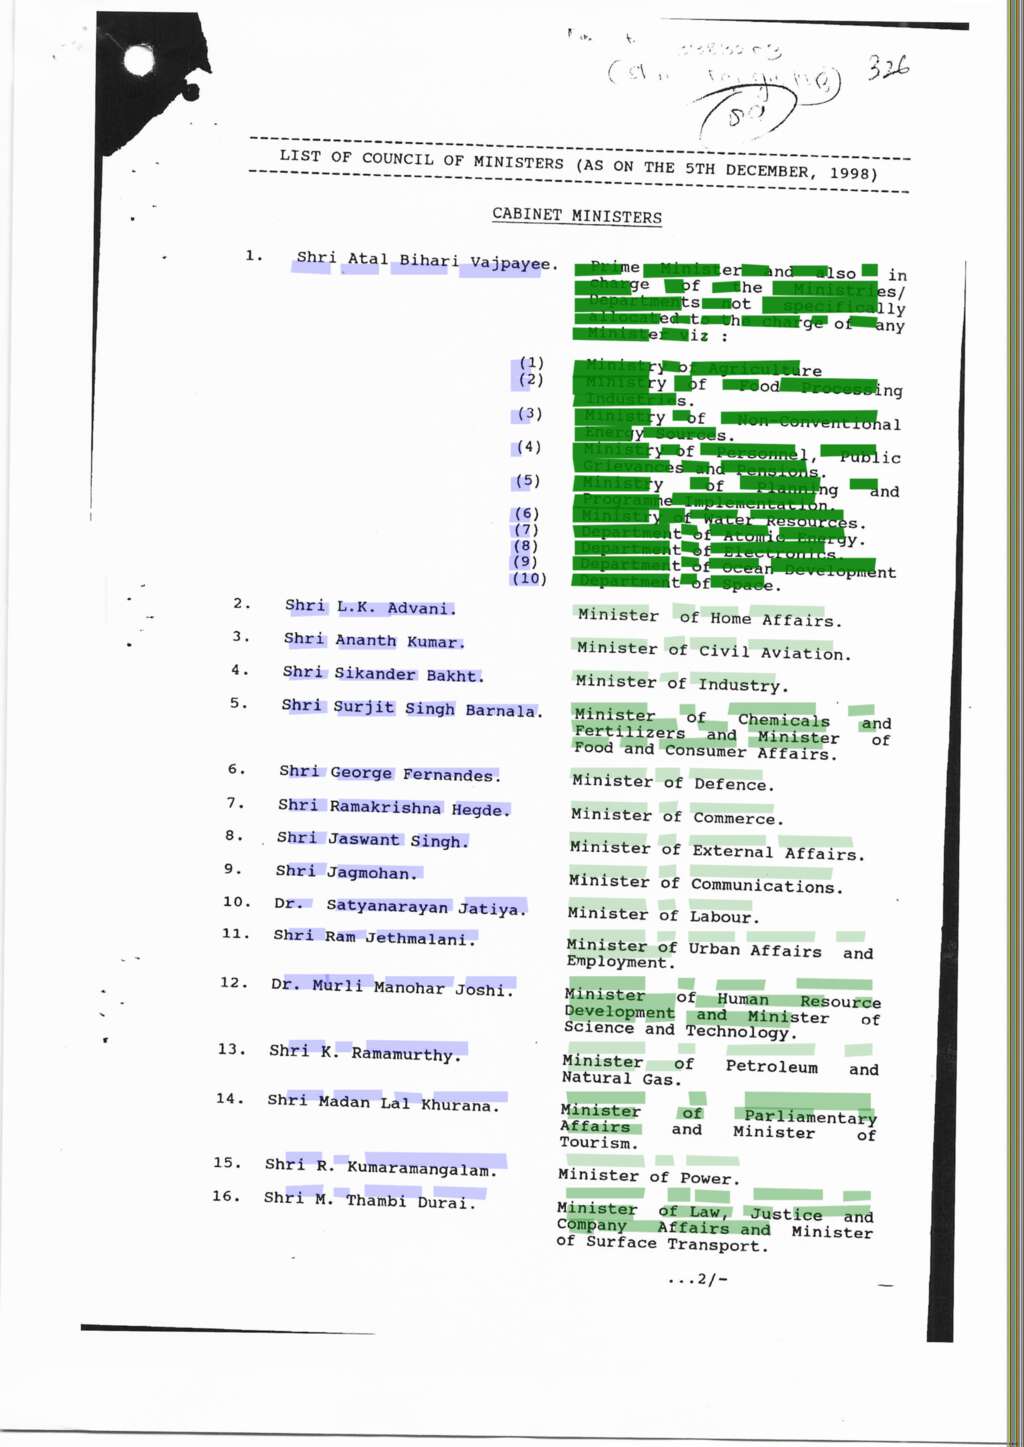 326
LIST OF COUNCIL OF MINISTERS (AS ON THE 5TH DECEMBER, 1998)
CABINET MINISTERS
1. Shri Atal Bihari Vajpayee. Prime Minister and also in
charge of the Ministries/
Departments not specifically
allocated to the charge of any
Minister viz :
(1) Ministry of Agriculture
(2) Ministry of Food Processing
Industries.
(3) Ministry of Non-Conventional
Energy Sources.
(4) Ministry of Personnel, Public
Grievances and Pensions.
(5) Ministry of Planning and
Programme Implementation.
(6) Ministry of Water Resources.
(7) Department of Atomic Energy.
(8) Department of Electronics.
(9) Department of Ocean Development
(10) Department of Space.
2. Shri L.K. Advani. Minister of Home Affairs.
3. Shri Ananth Kumar. Minister of Civil Aviation.
4. Shri Sikander Bakht. Minister of Industry.
5. Shri Surjit Singh Barnala. Minister of Chemicals and
Fertilizers and Minister of
Food and Consumer Affairs.
6. Shri George Fernandes. Minister of Defence.
7. Shri Ramakrishna Hegde. Minister of Commerce.
8. Shri Jaswant Singh. Minister of External Affairs.
9. Shri Jagmohan. Minister of Communications.
10. Dr. Satyanarayan Jatiya. Minister of Labour.
11. Shri Ram Jethmalani. Minister of Urban Affairs and
Employment.
12. Dr. Murli Manohar Joshi. Minister of Human Resource
Development and Minister of
Science and Technology.
13. Shri K. Ramamurthy. Minister of Petroleum and
Natural Gas.
14. Shri Madan Lal Khurana. Minister of Parliamentary
Affairs and Minister of
Tourism.
15. Shri R. Kumaramangalam. Minister of Power.
16. Shri M. Thambi Durai. Minister of Law, Justice and
Company Affairs and Minister
of Surface Transport.
...2/-